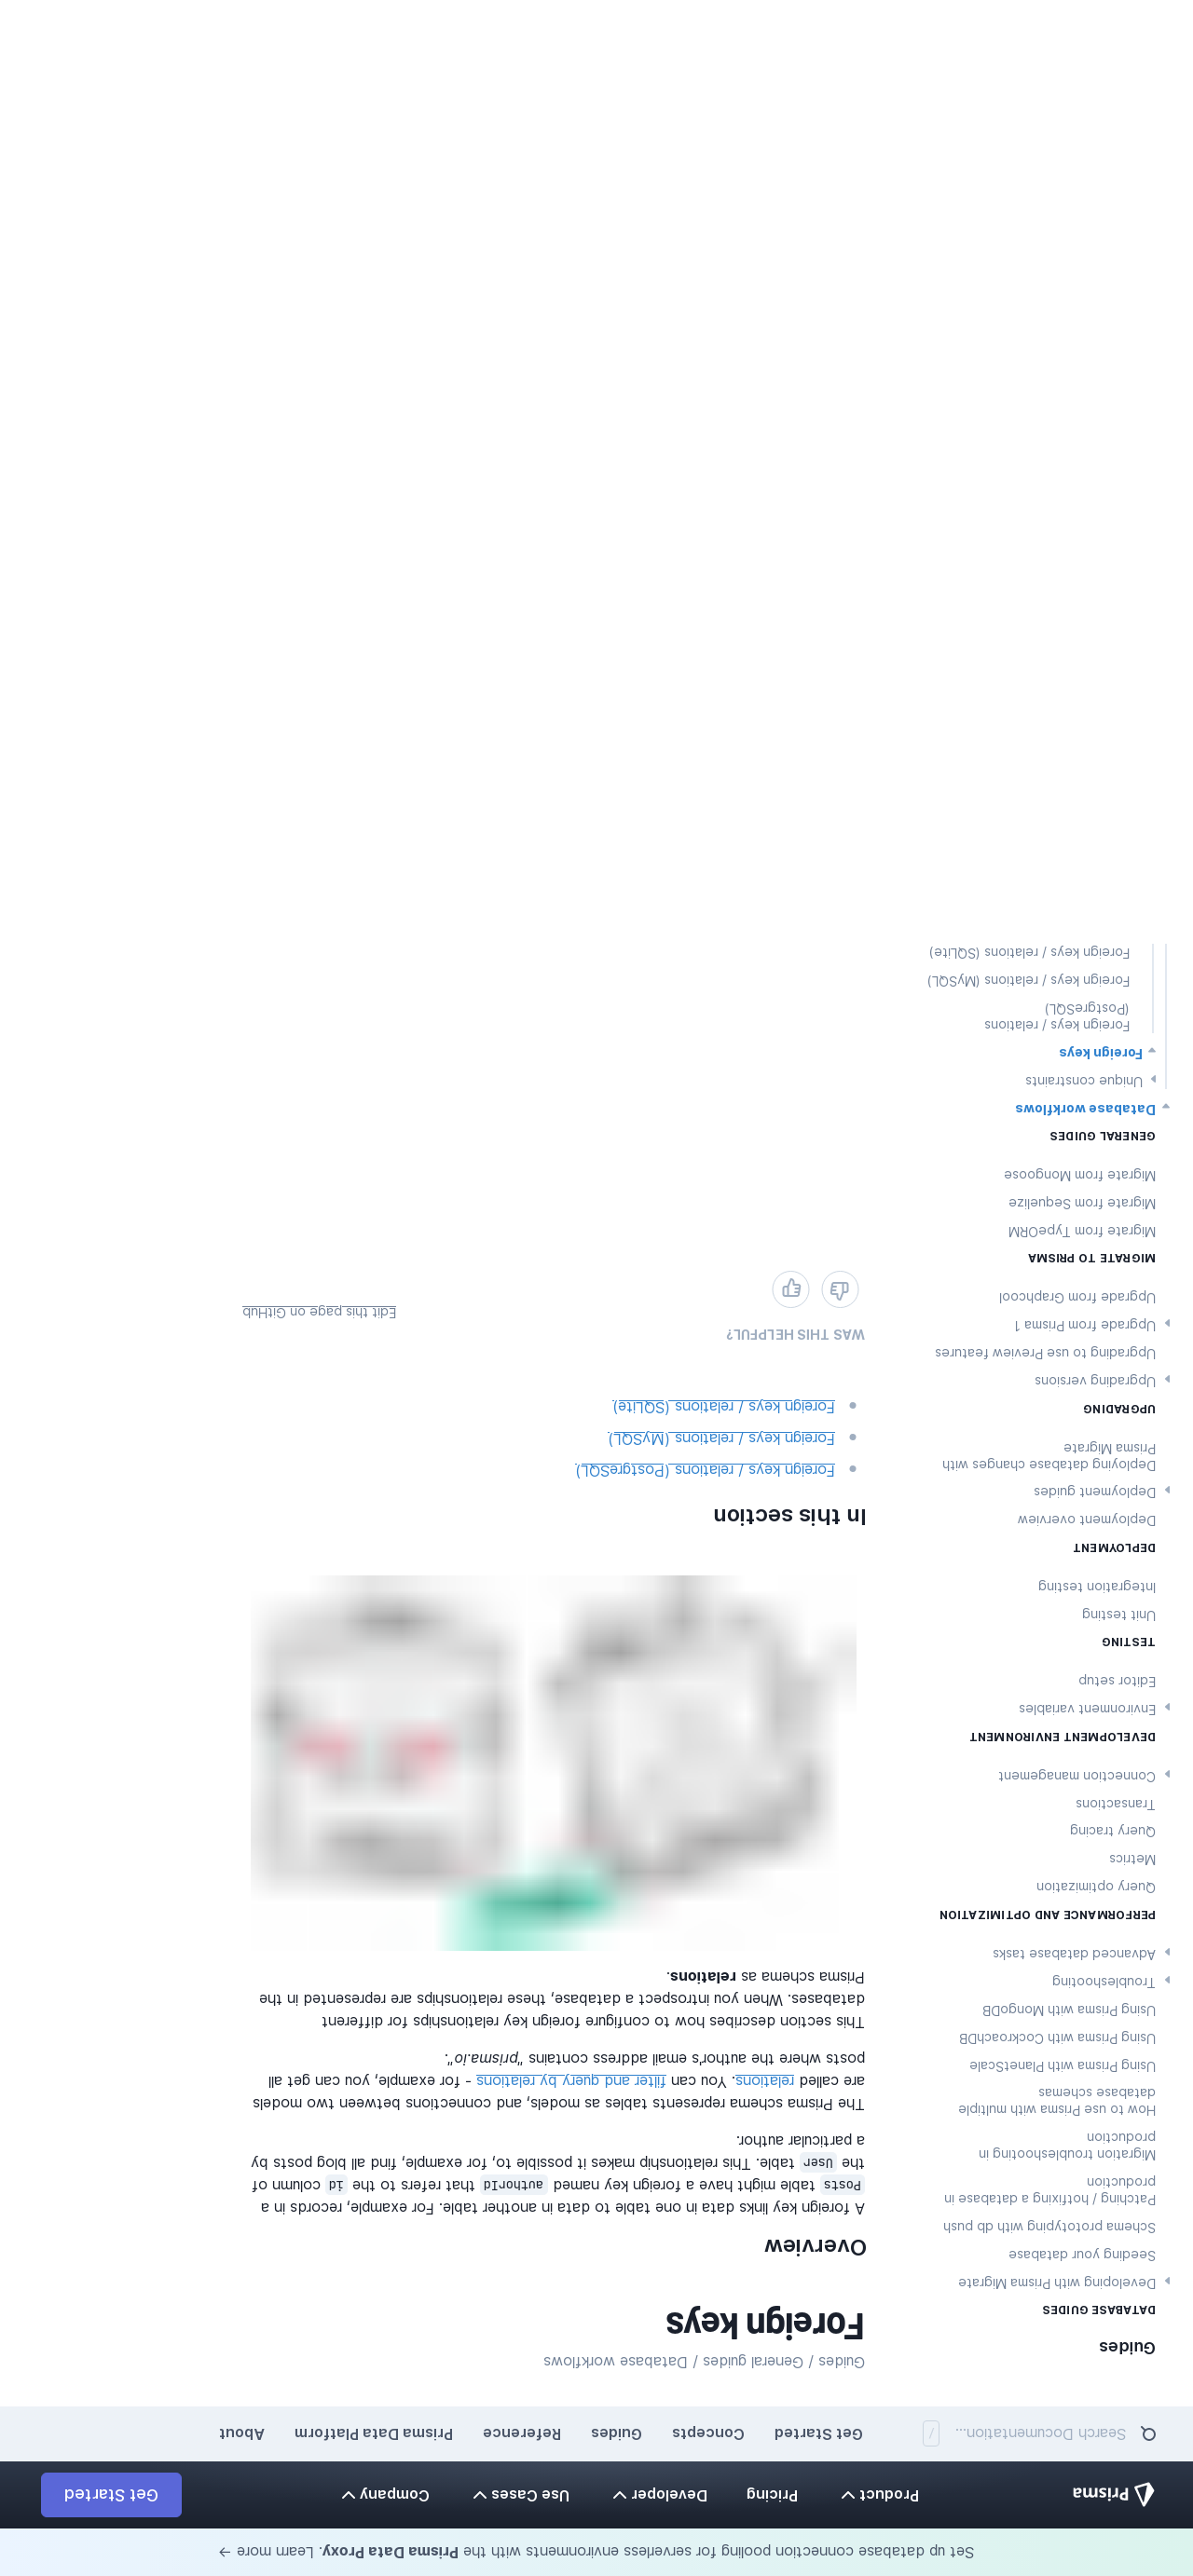 Set up database connection pooling for serverless environments with the Prisma Data Proxy. Learn more →
Prisma
Product
Pricing
Developer
Use Cases
Company
Get Started
Search Documentation... /
Get Started
Concepts
Guides
Reference
Prisma Data Platform
About
Guides
DATABASE GUIDES
Developing with Prisma Migrate
Seeding your database
Schema prototyping with db push
Patching / hotfixing a database in
production
Migration troubleshooting in
production
How to use Prisma with multiple
database schemas
Using Prisma with PlanetScale
Using Prisma with CockroachDB
Using Prisma with MongoDB
Troubleshooting
Advanced database tasks
PERFORMANCE AND OPTIMIZATION
Query optimization
Metrics
Query tracing
Transactions
Connection management
DEVELOPMENT ENVIRONMENT
Environment variables
Editor setup
TESTING
Unit testing
Integration testing
DEPLOYMENT
Deployment overview
Deployment guides
Deploying database changes with
Prisma Migrate
UPGRADING
Upgrading versions
Upgrading to use Preview features
Upgrade from Prisma 1
Upgrade from Graphcool
MIGRATE TO PRISMA
Migrate from TypeORM
Migrate from Sequelize
Migrate from Mongoose
GENERAL GUIDES
Database workflows
Unique constraints
Foreign keys
Foreign keys / relations
(PostgreSQL)
Foreign keys / relations (MySQL)
Foreign keys / relations (SQLite)
Guides / General guides / Database workflows
Foreign keys
Overview
A foreign key links data in one table to data in another table. For example, records in a
Posts table might have a foreign key named authorId that refers to the id column of
the User table. This relationship makes it possible to, for example, find all blog posts by
a particular author.
The Prisma schema represents tables as models, and connections between two models
are called relations. You can filter and query by relations - for example, you can get all
posts where the author's email address contains "prisma.io".
This section describes how to configure foreign key relationships for different
databases. When you introspect a database, these relationships are represented in the
Prisma schema as relations.
In this section
Foreign keys / relations (PostgreSQL)
Foreign keys / relations (MySQL)
Foreign keys / relations (SQLite)
WAS THIS HELPFUL?
Edit this page on GitHub